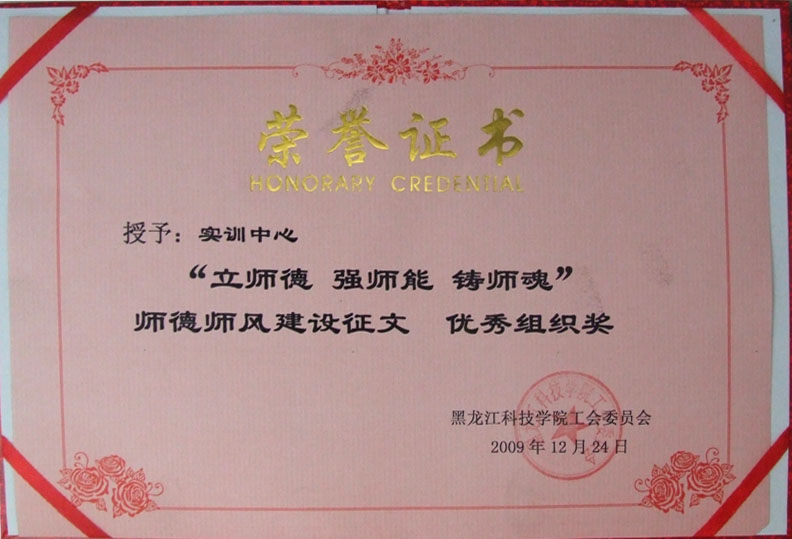 荣誉证书
HONORARY CREDENTIAL
授予：实训中心
“立师德 强师能 铸师魂”
师德师风建设征文 优秀组织奖
黑龙江科技学院工会委员会
2009年12月24日